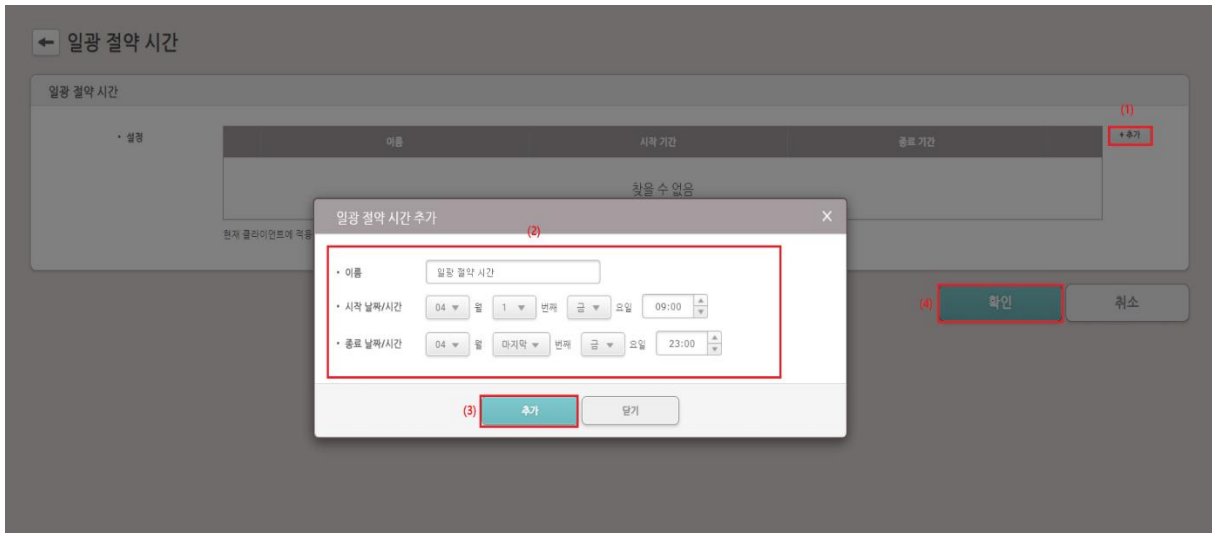 일광 절약 시간
일광 절약 시간
(1)
• 설정 이름 시작 기간 종료 기간 +추가
찾을 수 없음
현재 클라이언트에 적용
일광 절약 시간 추가 X
(2)
• 이름 일광 절약 시간
• 시작 날짜/시간 04 월 1 번째 금 요일 09:00
• 종료 날짜/시간 04 월 마지막 번째 금 요일 23:00
(3) 추가 닫기
(4) 확인 취소